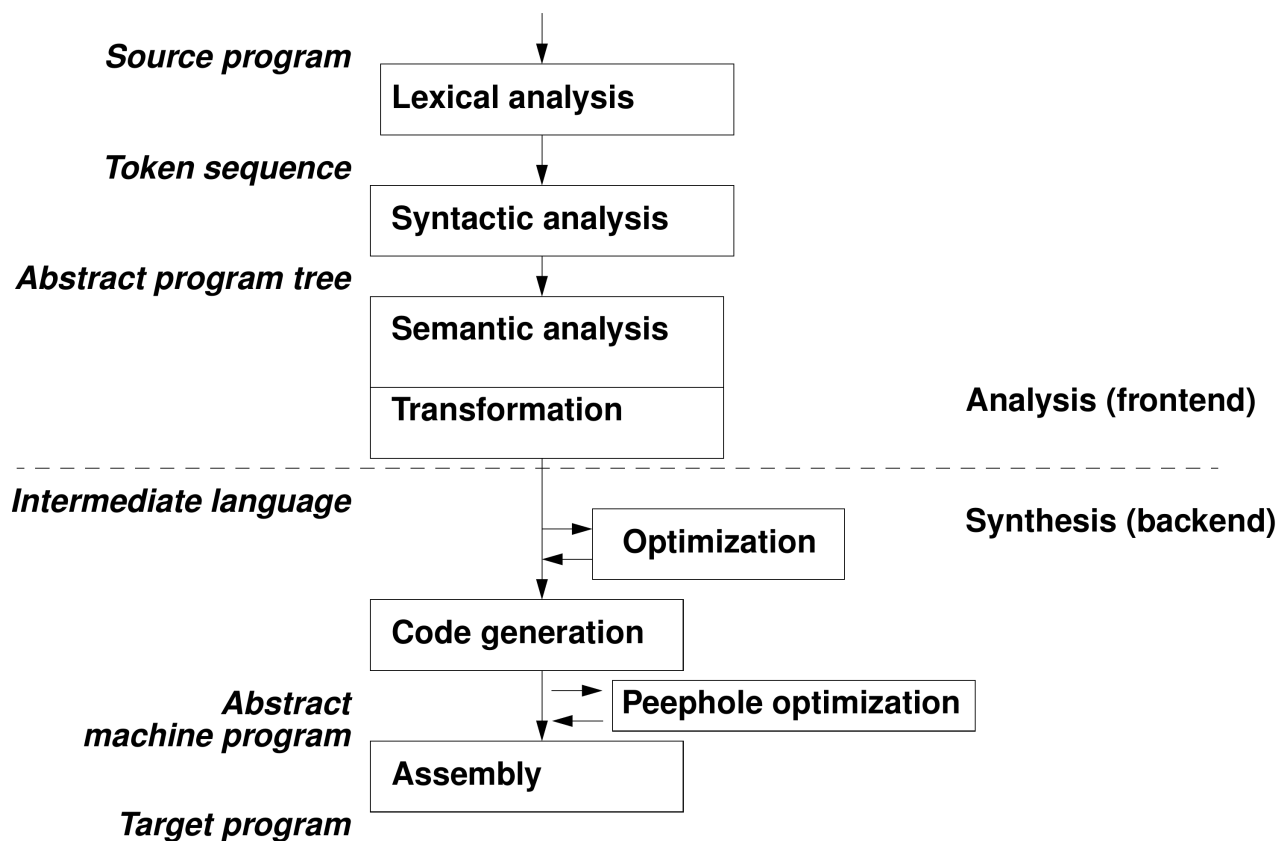 Source program
Lexical analysis
Token sequence
Syntactic analysis
Abstract program tree
Semantic analysis
Transformation
Analysis (frontend)
Intermediate language
Synthesis (backend)
Optimization
Code generation
Abstract
machine program
Peephole optimization
Assembly
Target program